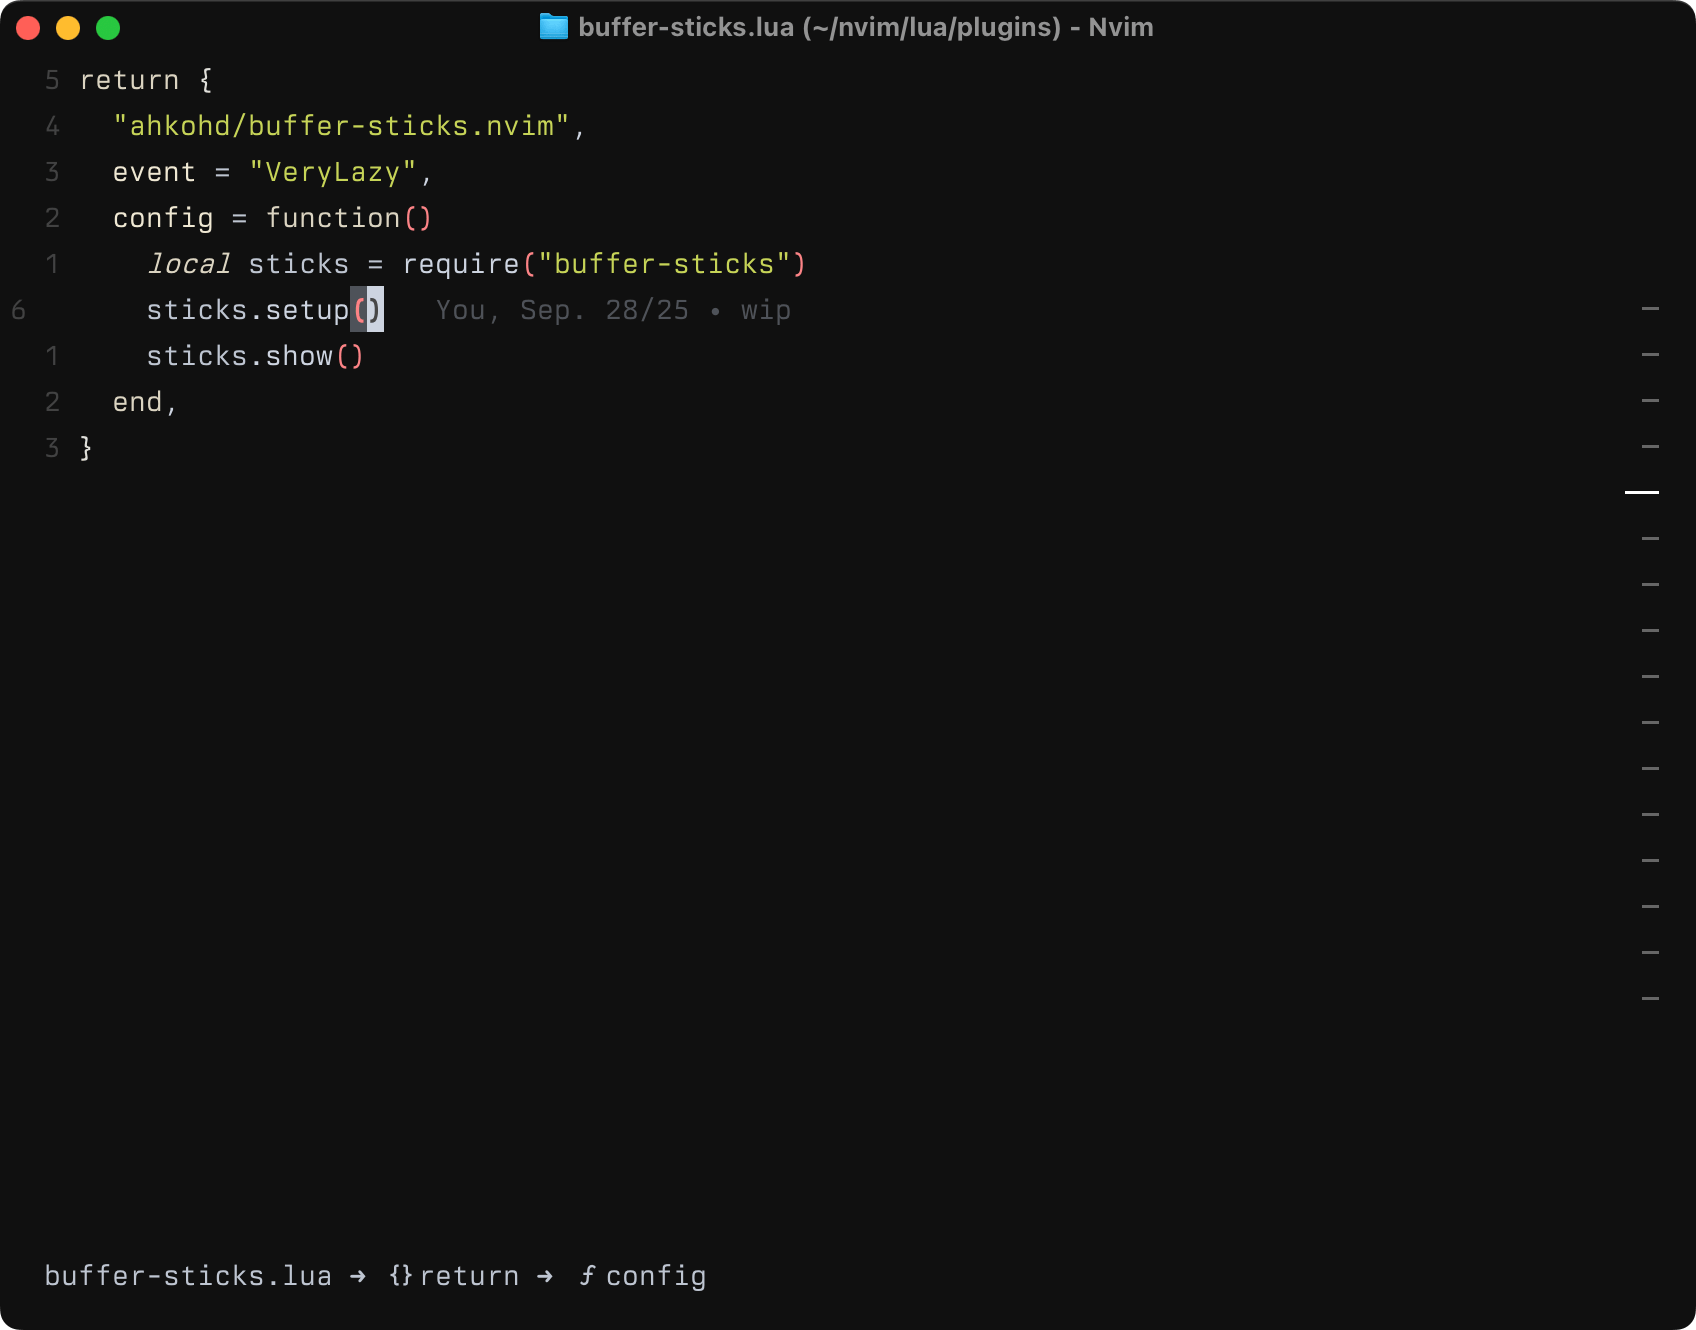 buffer-sticks.lua (~/nvim/lua/plugins) - Nvim
5 return {
4   "ahkohd/buffer-sticks.nvim",
3   event = "VeryLazy",
2   config = function()
1     local sticks = require("buffer-sticks")
6     sticks.setup()   You, Sep. 28/25 • wip
1     sticks.show()
2   end,
3 }
buffer-sticks.lua → {} return → ƒ config